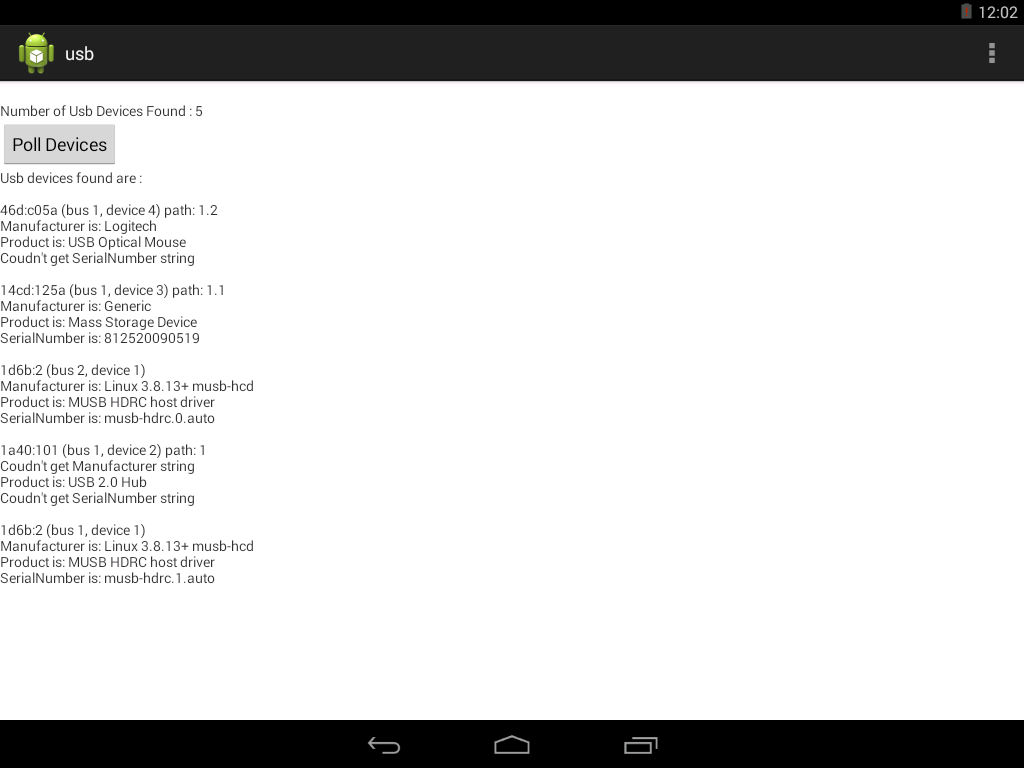 12:02
usb
Number of Usb Devices Found : 5
Poll Devices
Usb devices found are :
46d:c05a (bus 1, device 4) path: 1.2
Manufacturer is: Logitech
Product is: USB Optical Mouse
Coudn't get SerialNumber string
14cd:125a (bus 1, device 3) path: 1.1
Manufacturer is: Generic
Product is: Mass Storage Device
SerialNumber is: 812520090519
1d6b:2 (bus 2, device 1)
Manufacturer is: Linux 3.8.13+ musb-hcd
Product is: MUSB HDRC host driver
SerialNumber is: musb-hdrc.0.auto
1a40:101 (bus 1, device 2) path: 1
Coudn't get Manufacturer string
Product is: USB 2.0 Hub
Coudn't get SerialNumber string
1d6b:2 (bus 1, device 1)
Manufacturer is: Linux 3.8.13+ musb-hcd
Product is: MUSB HDRC host driver
SerialNumber is: musb-hdrc.1.auto